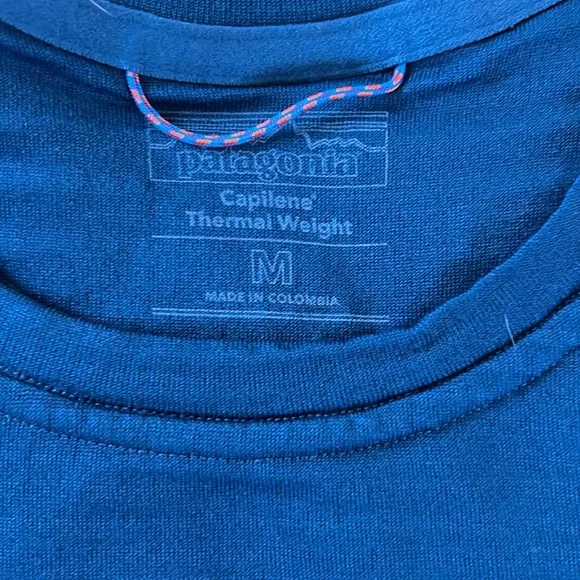 patagonia
Capilene®
Thermal Weight
M
MADE IN COLOMBIA